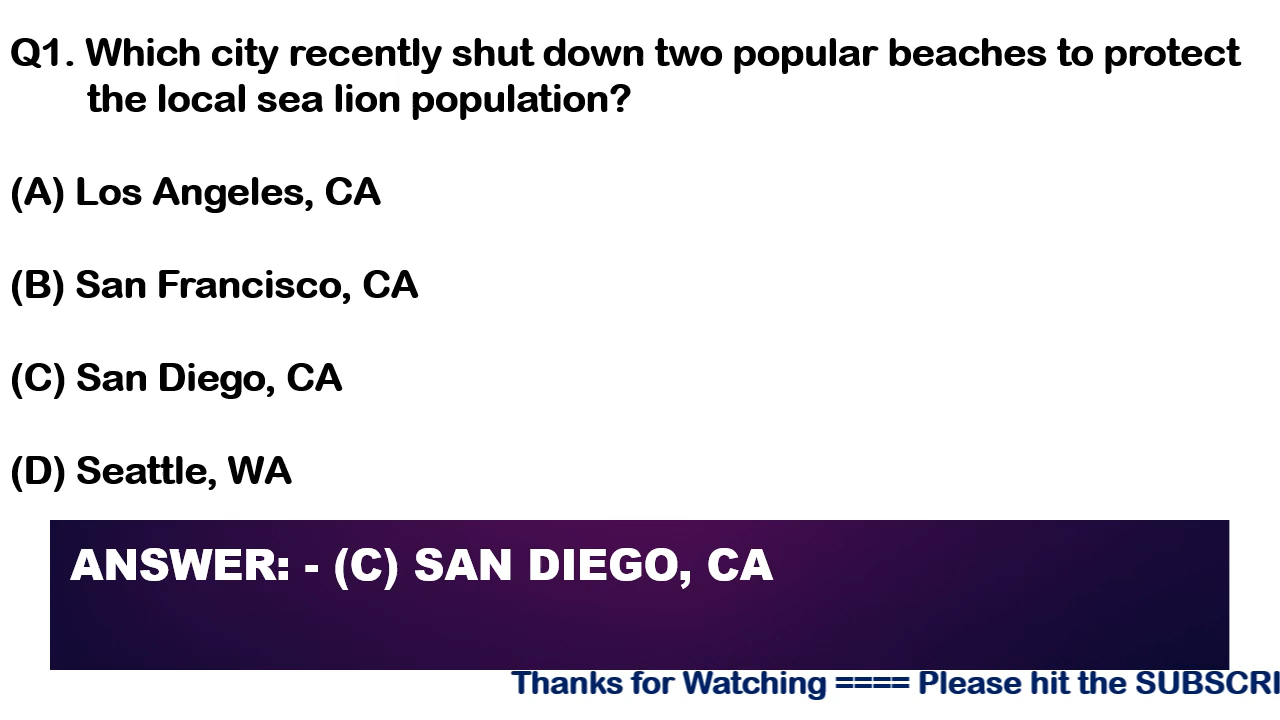 Q1. Which city recently shut down two popular beaches to protect
the local sea lion population?
(A) Los Angeles, CA
(B) San Francisco, CA
(C) San Diego, CA
(D) Seattle, WA
ANSWER: - (C) SAN DIEGO, CA
Thanks for Watching ==== Please hit the SUBSCRI